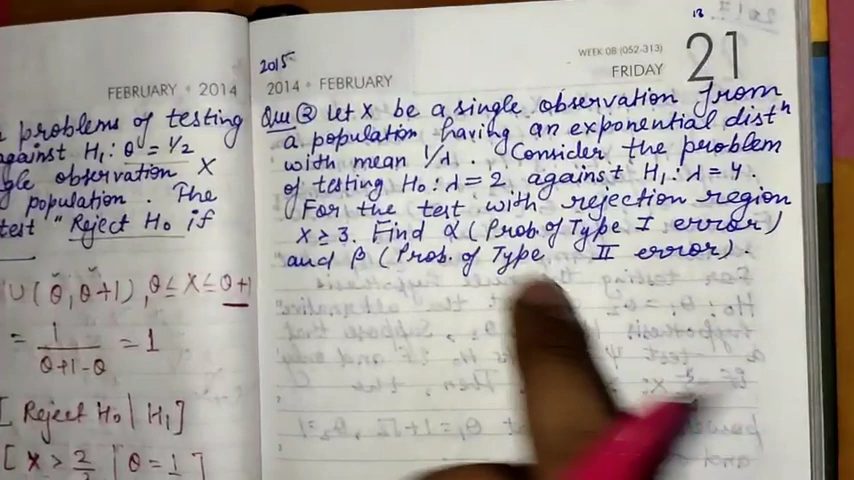 FEBRUARY • 2014
problems of testing
against H₁: θ = 1/2
observation X
population. The
test "Reject H₀ if
U(θ, θ+1), θ ≤ X ≤ θ+1
= 1/(θ+1-θ) = 1
[Reject H₀ | H₁]
[X > 2/3 | θ = 1
2015
2014 • FEBRUARY
WEEK 08 (052-313)
FRIDAY
21
Que ② Let X be a single observation from
a population having an exponential distⁿ
with mean 1/λ. Consider the problem
of testing H₀: λ = 2 against H₁: λ = 4.
For the test with rejection region
X ≥ 3. Find α (Prob. of Type I error)
and β (Prob. of Type II error).